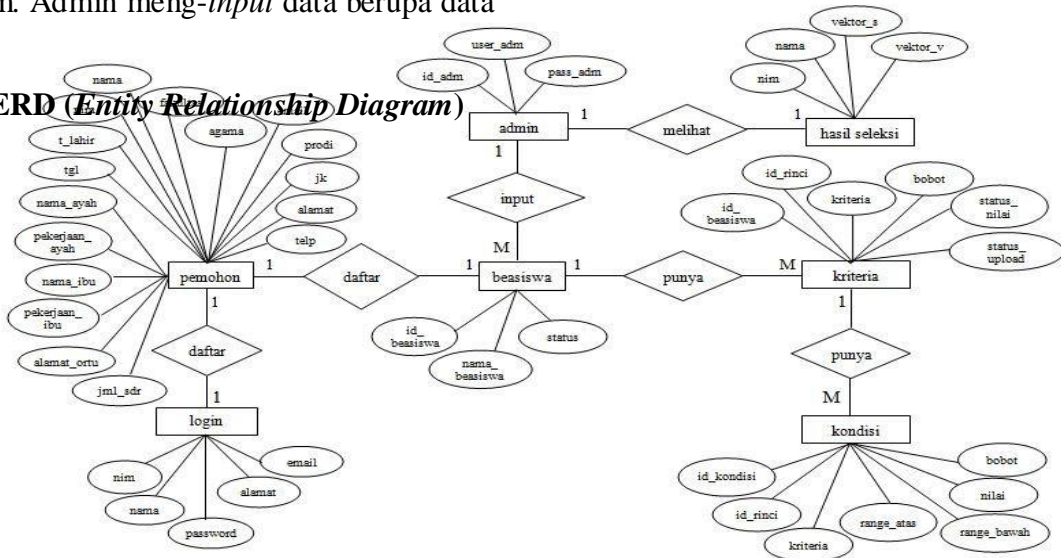 m. Admin meng-input data berupa data
ERD (Entity Relationship Diagram)
nama
agama
t_lahir
tgl
nama_ayah
pekerjaan_
ayah
nama_ibu
pekerjaan_
ibu
alamat_ortu
jml_sdr
prodi
jk
alamat
telp
pemohon
1
daftar
1
1
daftar
1
login
nim
nama
password
alamat
email
id_adm
user_adm
pass_adm
admin
1
melihat
1
hasil seleksi
nim
nama
vektor_s
vektor_v
1
input
M
beasiswa
id_
beasiswa
nama_
beasiswa
status
1
punya
M
kriteria
id_
beasiswa
id_rinci
kriteria
bobot
status_
nilai
status_
upload
1
punya
M
kondisi
id_kondisi
id_rinci
kriteria
range_atas
range_bawah
nilai
bobot